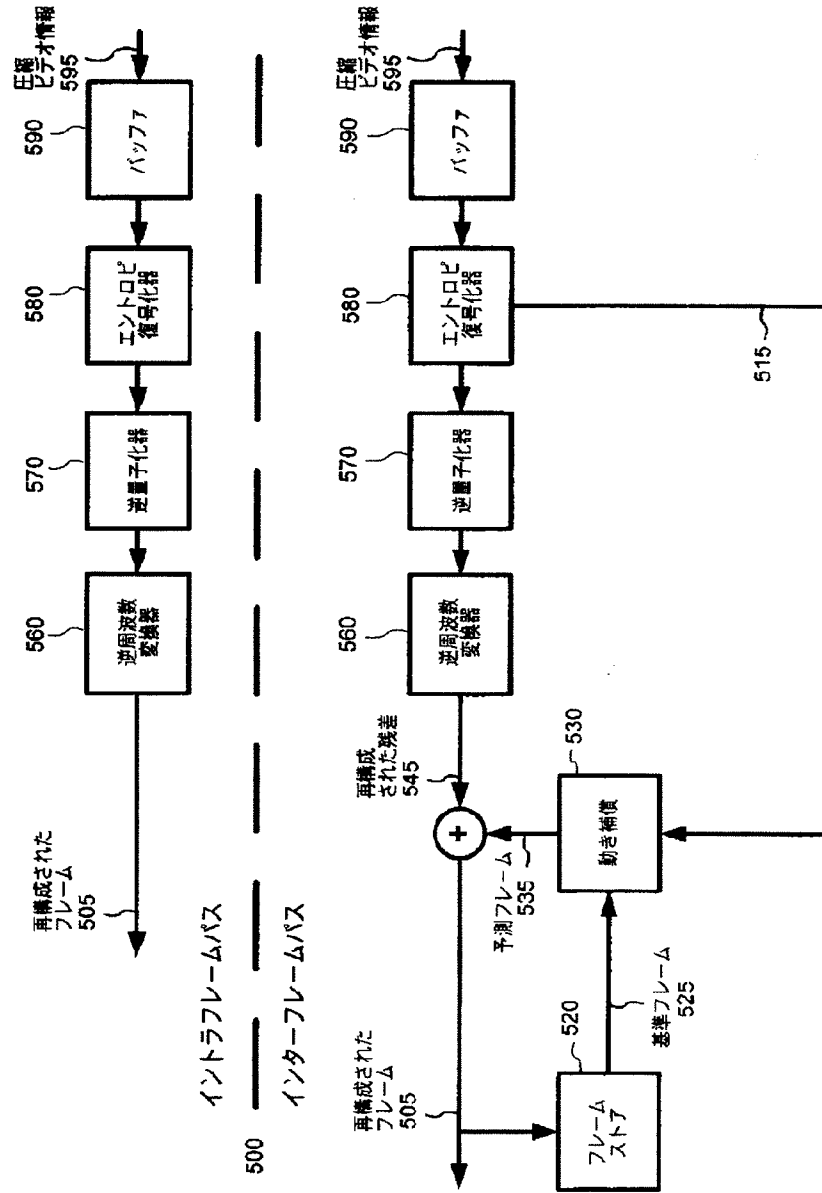 圧縮
ビデオ情報
595
590
バッファ
580
エントロピ
復号化器
570
逆量子化器
560
逆周波数
変換器
再構成された
フレーム
505
イントラフレームパス
500
インターフレームパス
圧縮
ビデオ情報
595
590
バッファ
580
エントロピ
復号化器
515
570
逆量子化器
560
逆周波数
変換器
再構成
された残差
545
+
530
動き補償
予測フレーム
535
基準フレーム
525
520
フレーム
ストア
再構成された
フレーム
505